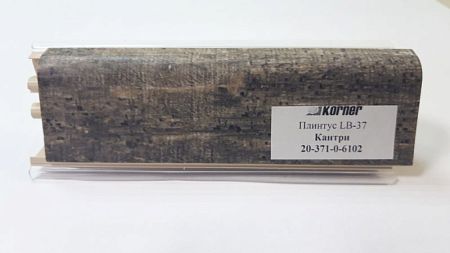 Korner
Плинтус LB-37
Кантри
20-371-0-6102